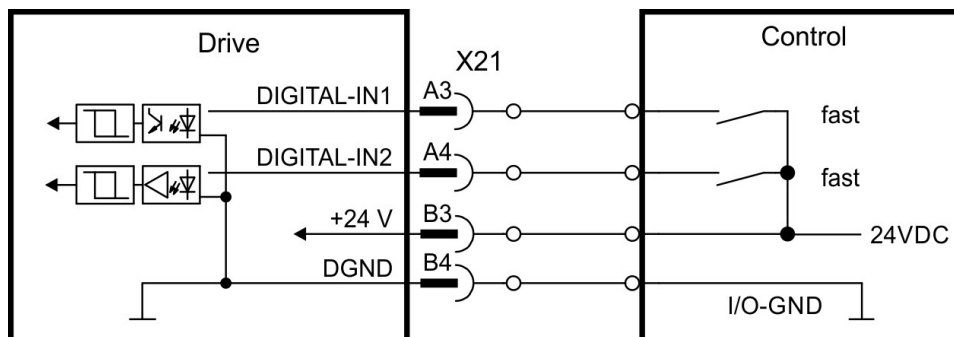 Drive
X21
Control
DIGITAL-IN1
A3
fast
DIGITAL-IN2
A4
fast
+24 V
B3
24VDC
DGND
B4
I/O-GND